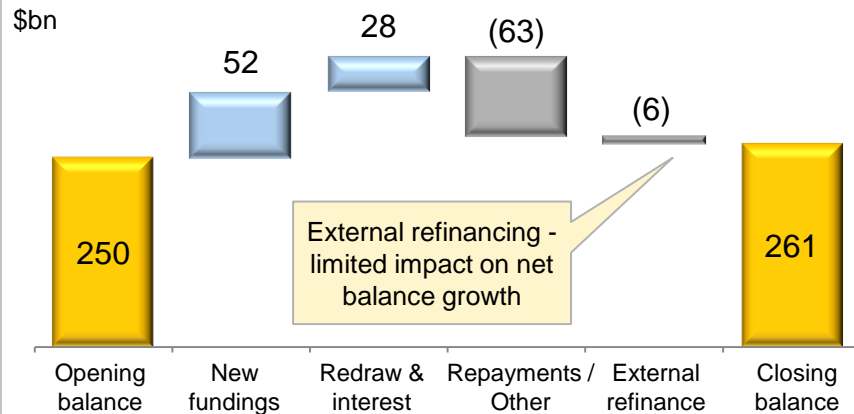 $bn
52
28
(63)
(6)
250
261
External refinancing -
limited impact on net
balance growth
Opening
balance
New
fundings
Redraw &
interest
Repayments /
Other
External
refinance
Closing
balance